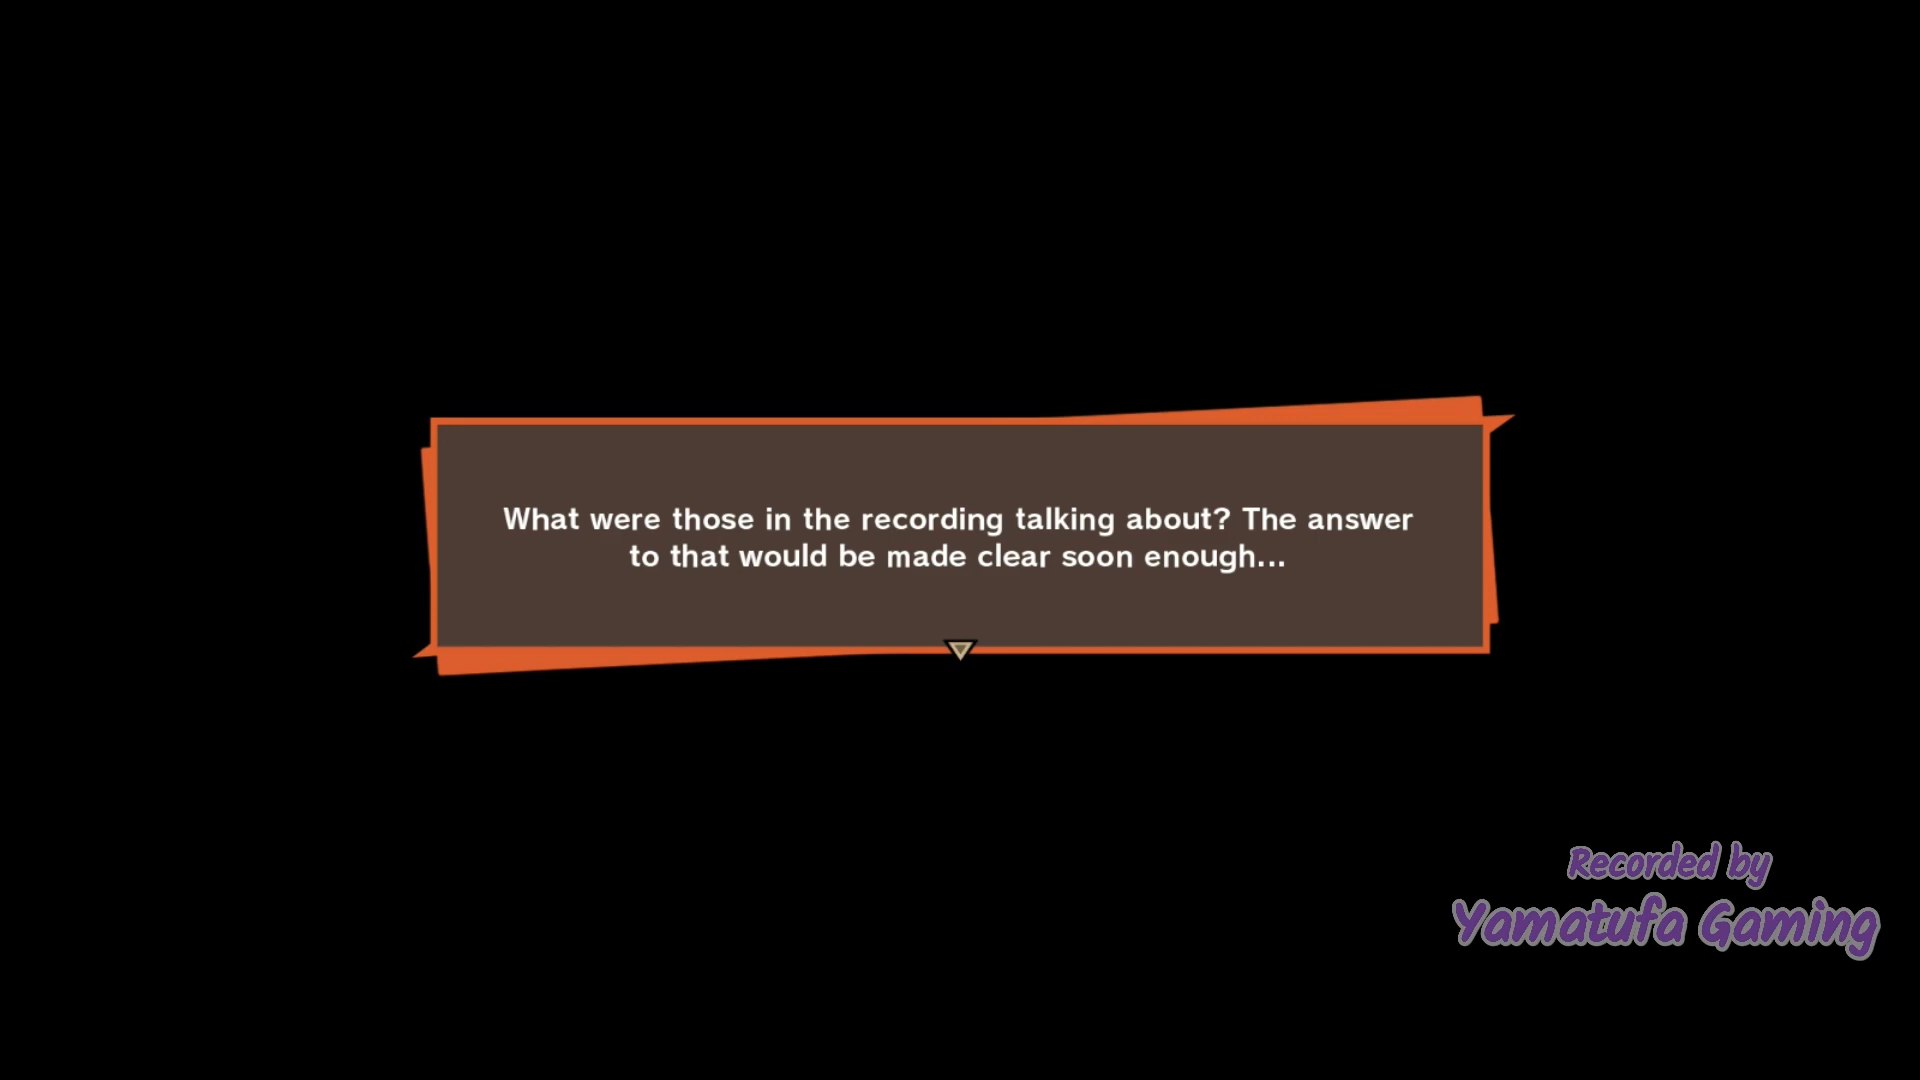 What were those in the recording talking about? The answer
to that would be made clear soon enough...
Recorded by
Yamatufa Gaming